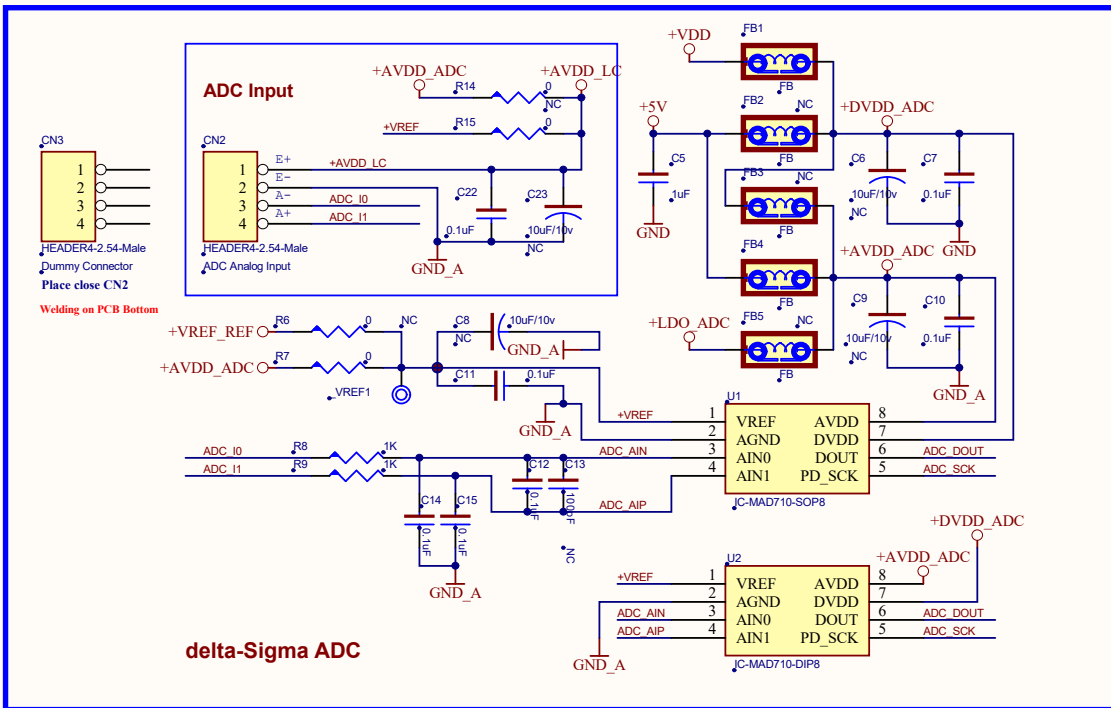 ADC Input
+AVDD_ADC
+AVDD_LC
R14
0
NC
+VREF
R15
0
CN3
1
2
3
4
HEADER4-2.54-Male
Dummy Connector
Place close CN2
Welding on PCB Bottom
CN2
1
2
3
4
E+
E-
A-
A+
+AVDD_LC
ADC_I0
ADC_I1
HEADER4-2.54-Male
ADC Analog Input
C22
0.1uF
C23
10uF/10v
NC
GND_A
FB1
+VDD
FB
FB2
NC
+5V
FB
FB3
NC
FB
FB4
FB
FB5
NC
+LDO_ADC
FB
C5
1uF
GND
+DVDD_ADC
C6
10uF/10v
NC
C7
0.1uF
GND
+AVDD_ADC
C9
10uF/10v
NC
C10
0.1uF
GND_A
+VREF_REF
R6
0
NC
+AVDD_ADC
R7
0
VREF1
C8
NC
10uF/10v
GND_A
C11
0.1uF
GND_A
U1
+VREF
1 VREF AVDD 8
2 AGND DVDD 7
ADC_AIN 3 AIN0 DOUT 6 ADC_DOUT
4 AIN1 PD_SCK 5 ADC_SCK
ADC_AIP
IC-MAD710-SOP8
ADC_I0
R8
1K
ADC_I1
R9
1K
C12
0.1uF
C13
100pF
NC
C14
0.1uF
C15
0.1uF
GND_A
+DVDD_ADC
+AVDD_ADC
U2
+VREF 1 VREF AVDD 8
2 AGND DVDD 7
ADC_AIN 3 AIN0 DOUT 6 ADC_DOUT
ADC_AIP 4 AIN1 PD_SCK 5 ADC_SCK
GND_A
IC-MAD710-DIP8
delta-Sigma ADC